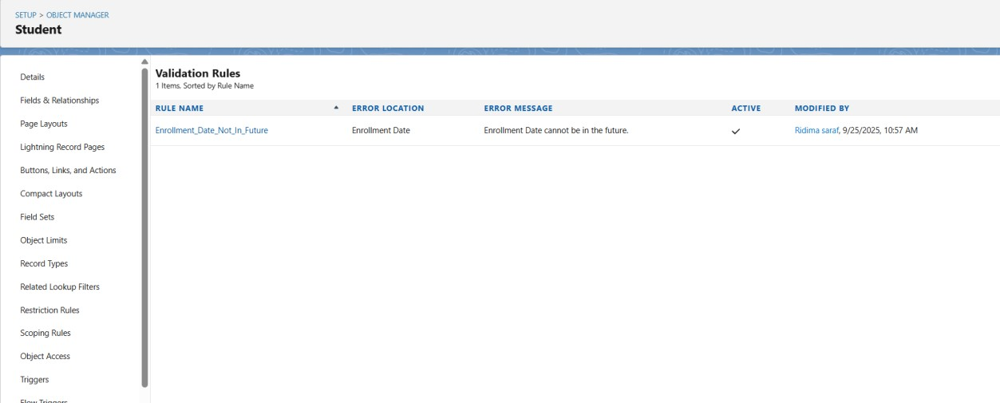 SETUP > OBJECT MANAGER
Student
Details
Fields & Relationships
Page Layouts
Lightning Record Pages
Buttons, Links, and Actions
Compact Layouts
Field Sets
Object Limits
Record Types
Related Lookup Filters
Restriction Rules
Scoping Rules
Object Access
Triggers
Flow Triggers
Validation Rules
1 Items, Sorted by Rule Name
RULE NAME ERROR LOCATION ERROR MESSAGE ACTIVE MODIFIED BY
Enrollment_Date_Not_In_Future Enrollment Date Enrollment Date cannot be in the future. Ridima saraf, 9/25/2025, 10:57 AM